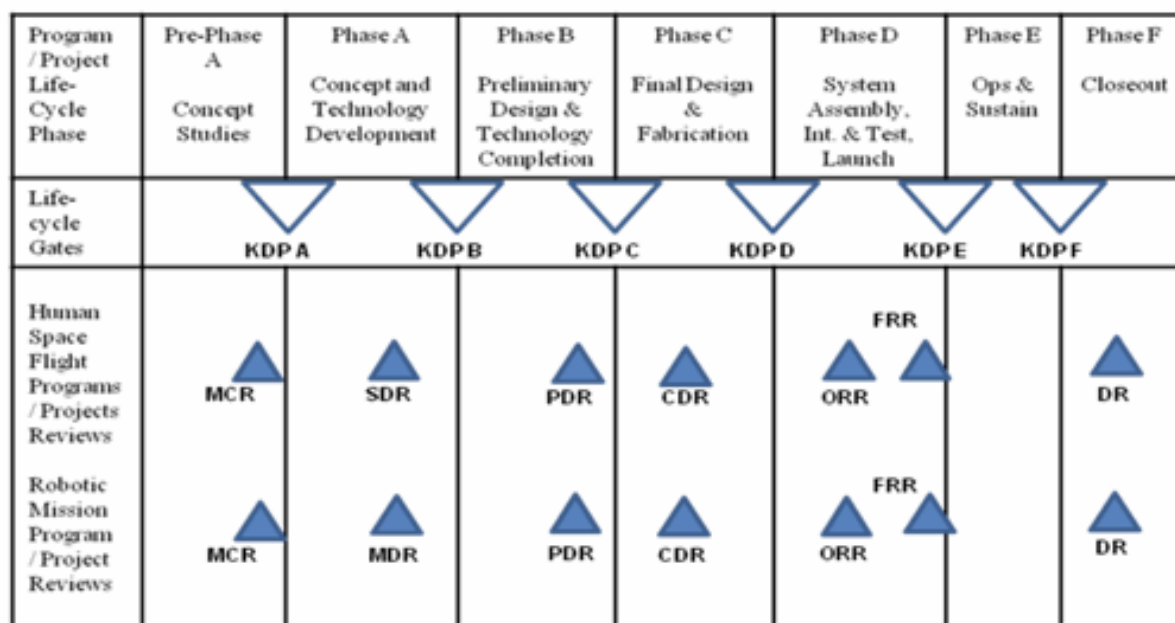 Program
/ Project
Life-
Cycle
Phase
Pre-Phase
A
Concept
Studies
Phase A
Concept and
Technology
Development
Phase B
Preliminary
Design &
Technology
Completion
Phase C
Final Design
&
Fabrication
Phase D
System
Assembly,
Int. & Test,
Launch
Phase E
Ops &
Sustain
Phase F
Closeout
Life-
cycle
Gates
KDP A
KDP B
KDP C
KDP D
KDP E
KDP F
Human
Space
Flight
Programs
/ Projects
Reviews
MCR
SDR
PDR
CDR
ORR
FRR
DR
Robotic
Mission
Program
/ Project
Reviews
MCR
MDR
PDR
CDR
ORR
FRR
DR